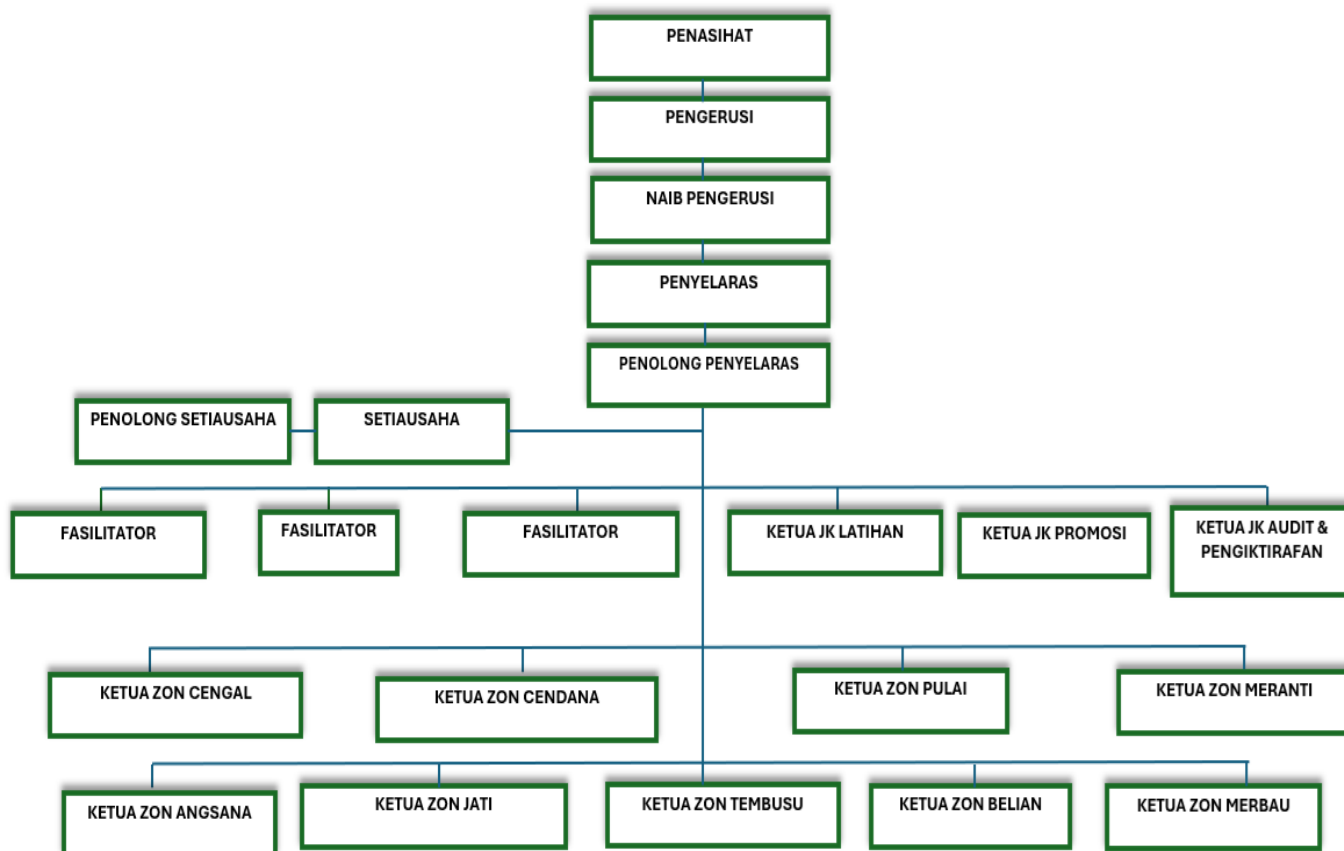 PENASIHAT
PENGERUSI
NAIB PENGERUSI
PENYELARAS
PENOLONG PENYELARAS
PENOLONG SETIAUSAHA
SETIAUSAHA
FASILITATOR
FASILITATOR
FASILITATOR
KETUA JK LATIHAN
KETUA JK PROMOSI
KETUA JK AUDIT &
PENGIKTIRAFAN
KETUA ZON CENGAL
KETUA ZON CENDANA
KETUA ZON PULAI
KETUA ZON MERANTI
KETUA ZON ANGSANA
KETUA ZON JATI
KETUA ZON TEMBUSU
KETUA ZON BELIAN
KETUA ZON MERBAU